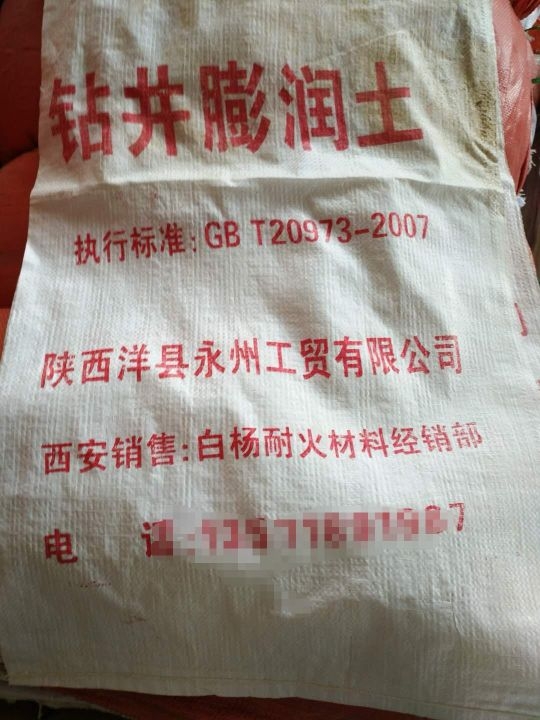 钻井膨润土
执行标准: GB T20973-2007
陕西洋县永州工贸有限公司
西安销售: 白杨耐火材料经销部
电